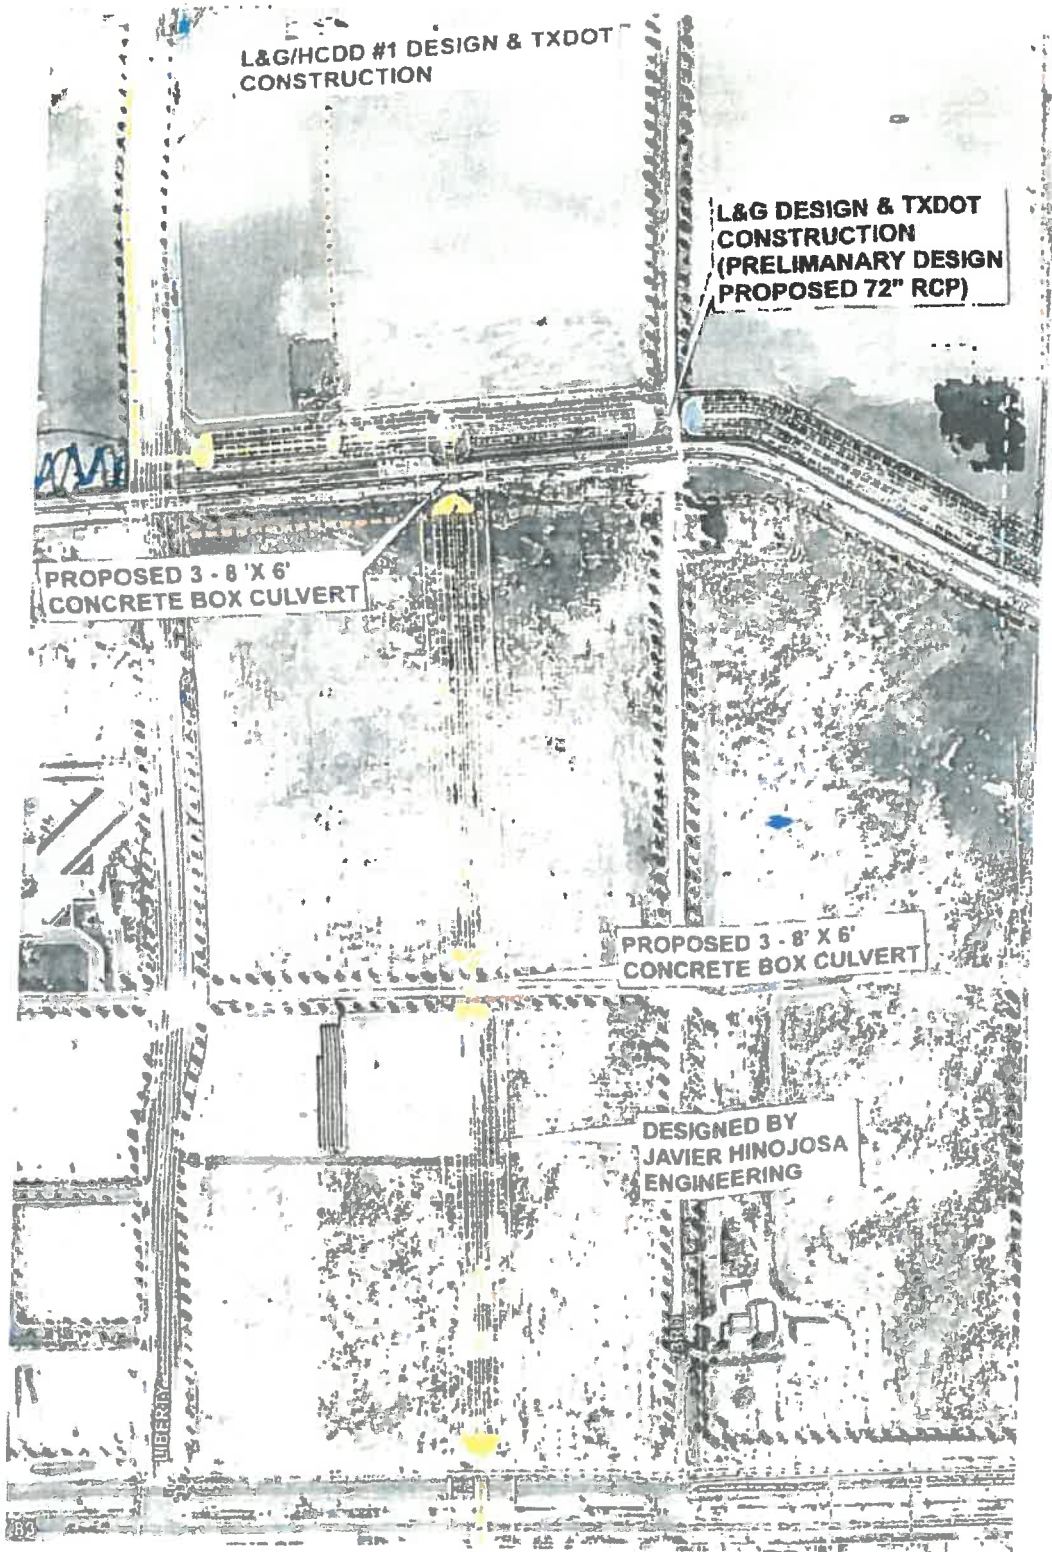 L&G/HCDD #1 DESIGN & TXDOT
CONSTRUCTION
L&G DESIGN & TXDOT
CONSTRUCTION
(PRELIMANARY DESIGN
PROPOSED 72" RCP)
PROPOSED 3 - 8 'X 6'
CONCRETE BOX CULVERT
PROPOSED 3 - 8' X 6'
CONCRETE BOX CULVERT
DESIGNED BY
JAVIER HINOJOSA
ENGINEERING
LIBERTY
83